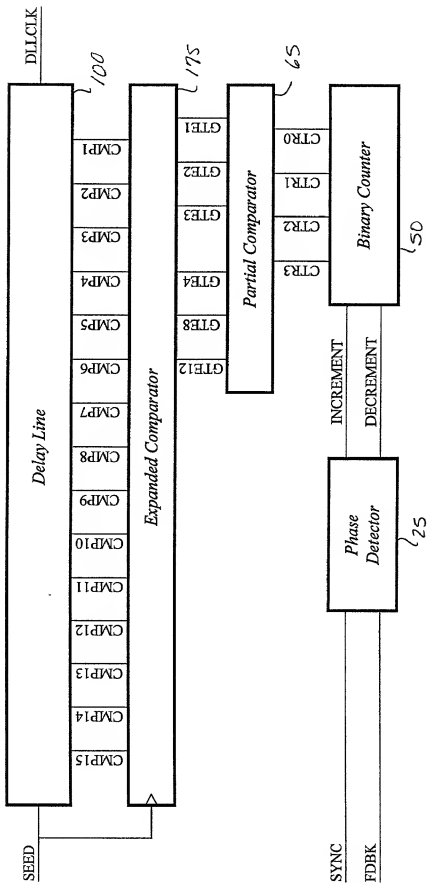 SEED
DLLCLK
Delay Line
100
CMP15
CMP14
CMP13
CMP12
CMP11
CMP10
CMP9
CMP8
CMP7
CMP6
CMP5
CMP4
CMP3
CMP2
CMP1
Expanded Comparator
175
GTE12
GTE8
GTE4
GTE3
GTE2
GTE1
Partial Comparator
65
CTR3
CTR2
CTR1
CTR0
SYNC
FDBK
Phase
Detector
25
INCREMENT
DECREMENT
Binary Counter
50